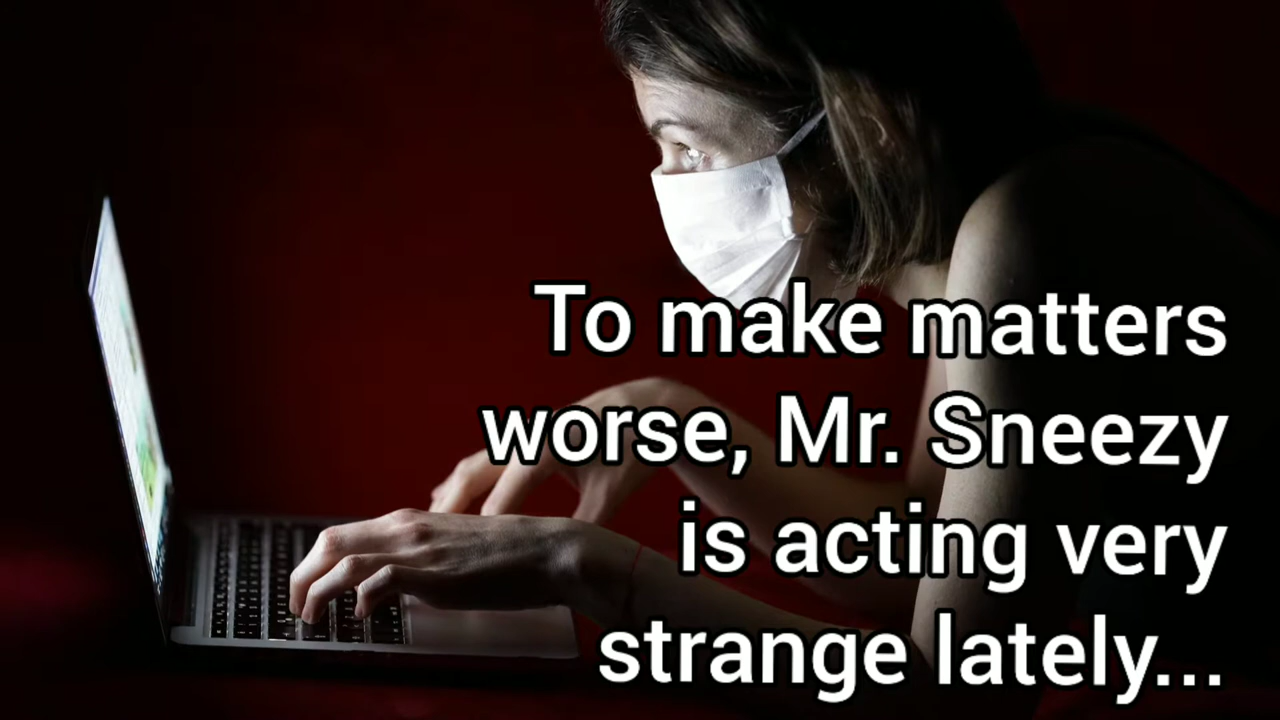 To make matters
worse, Mr. Sneezy
is acting very
strange lately...